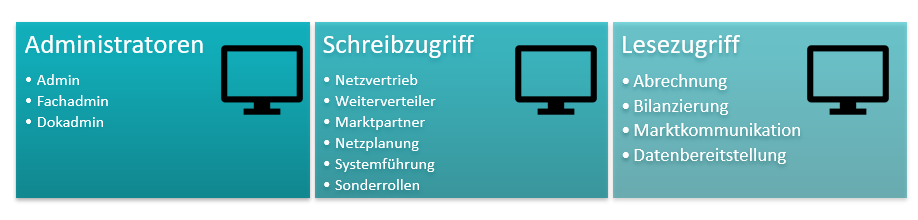 Administratoren
• Admin
• Fachadmin
• Dokadmin
Schreibzugriff
• Netzvertrieb
• Weiterverteiler
• Marktpartner
• Netzplanung
• Systemführung
• Sonderrollen
Lesezugriff
• Abrechnung
• Bilanzierung
• Marktkommunikation
• Datenbereitstellung